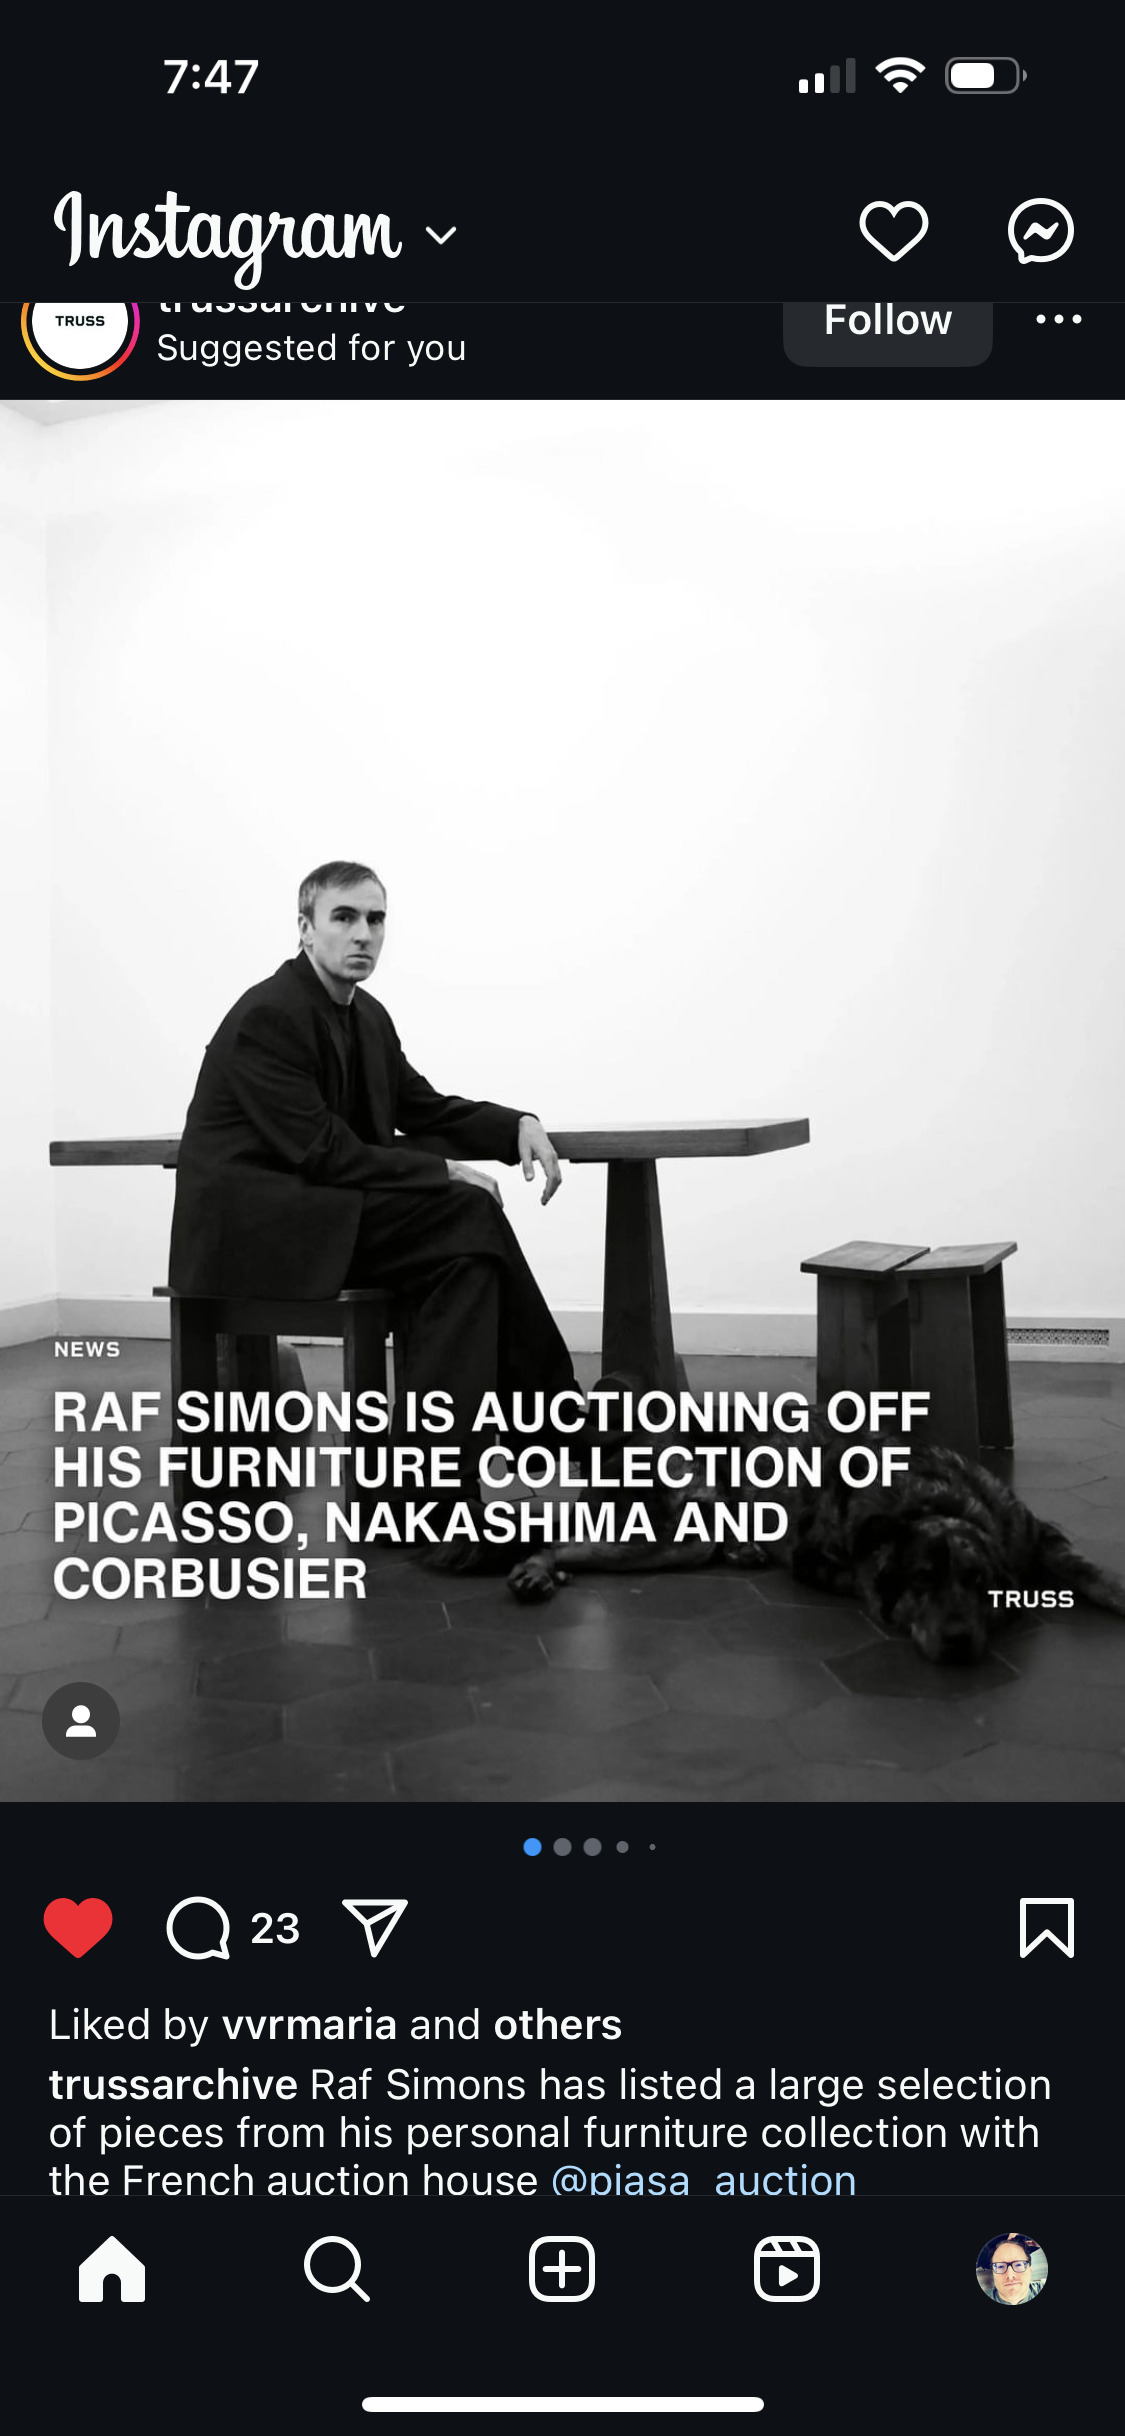 7:47
Instagram
trussarchive
TRUSS
Suggested for you
Follow
NEWS
RAF SIMONS IS AUCTIONING OFF
HIS FURNITURE COLLECTION OF
PICASSO, NAKASHIMA AND
CORBUSIER
TRUSS
23
Liked by vvrmaria and others
trussarchive Raf Simons has listed a large selection
of pieces from his personal furniture collection with
the French auction house @piasa_auction